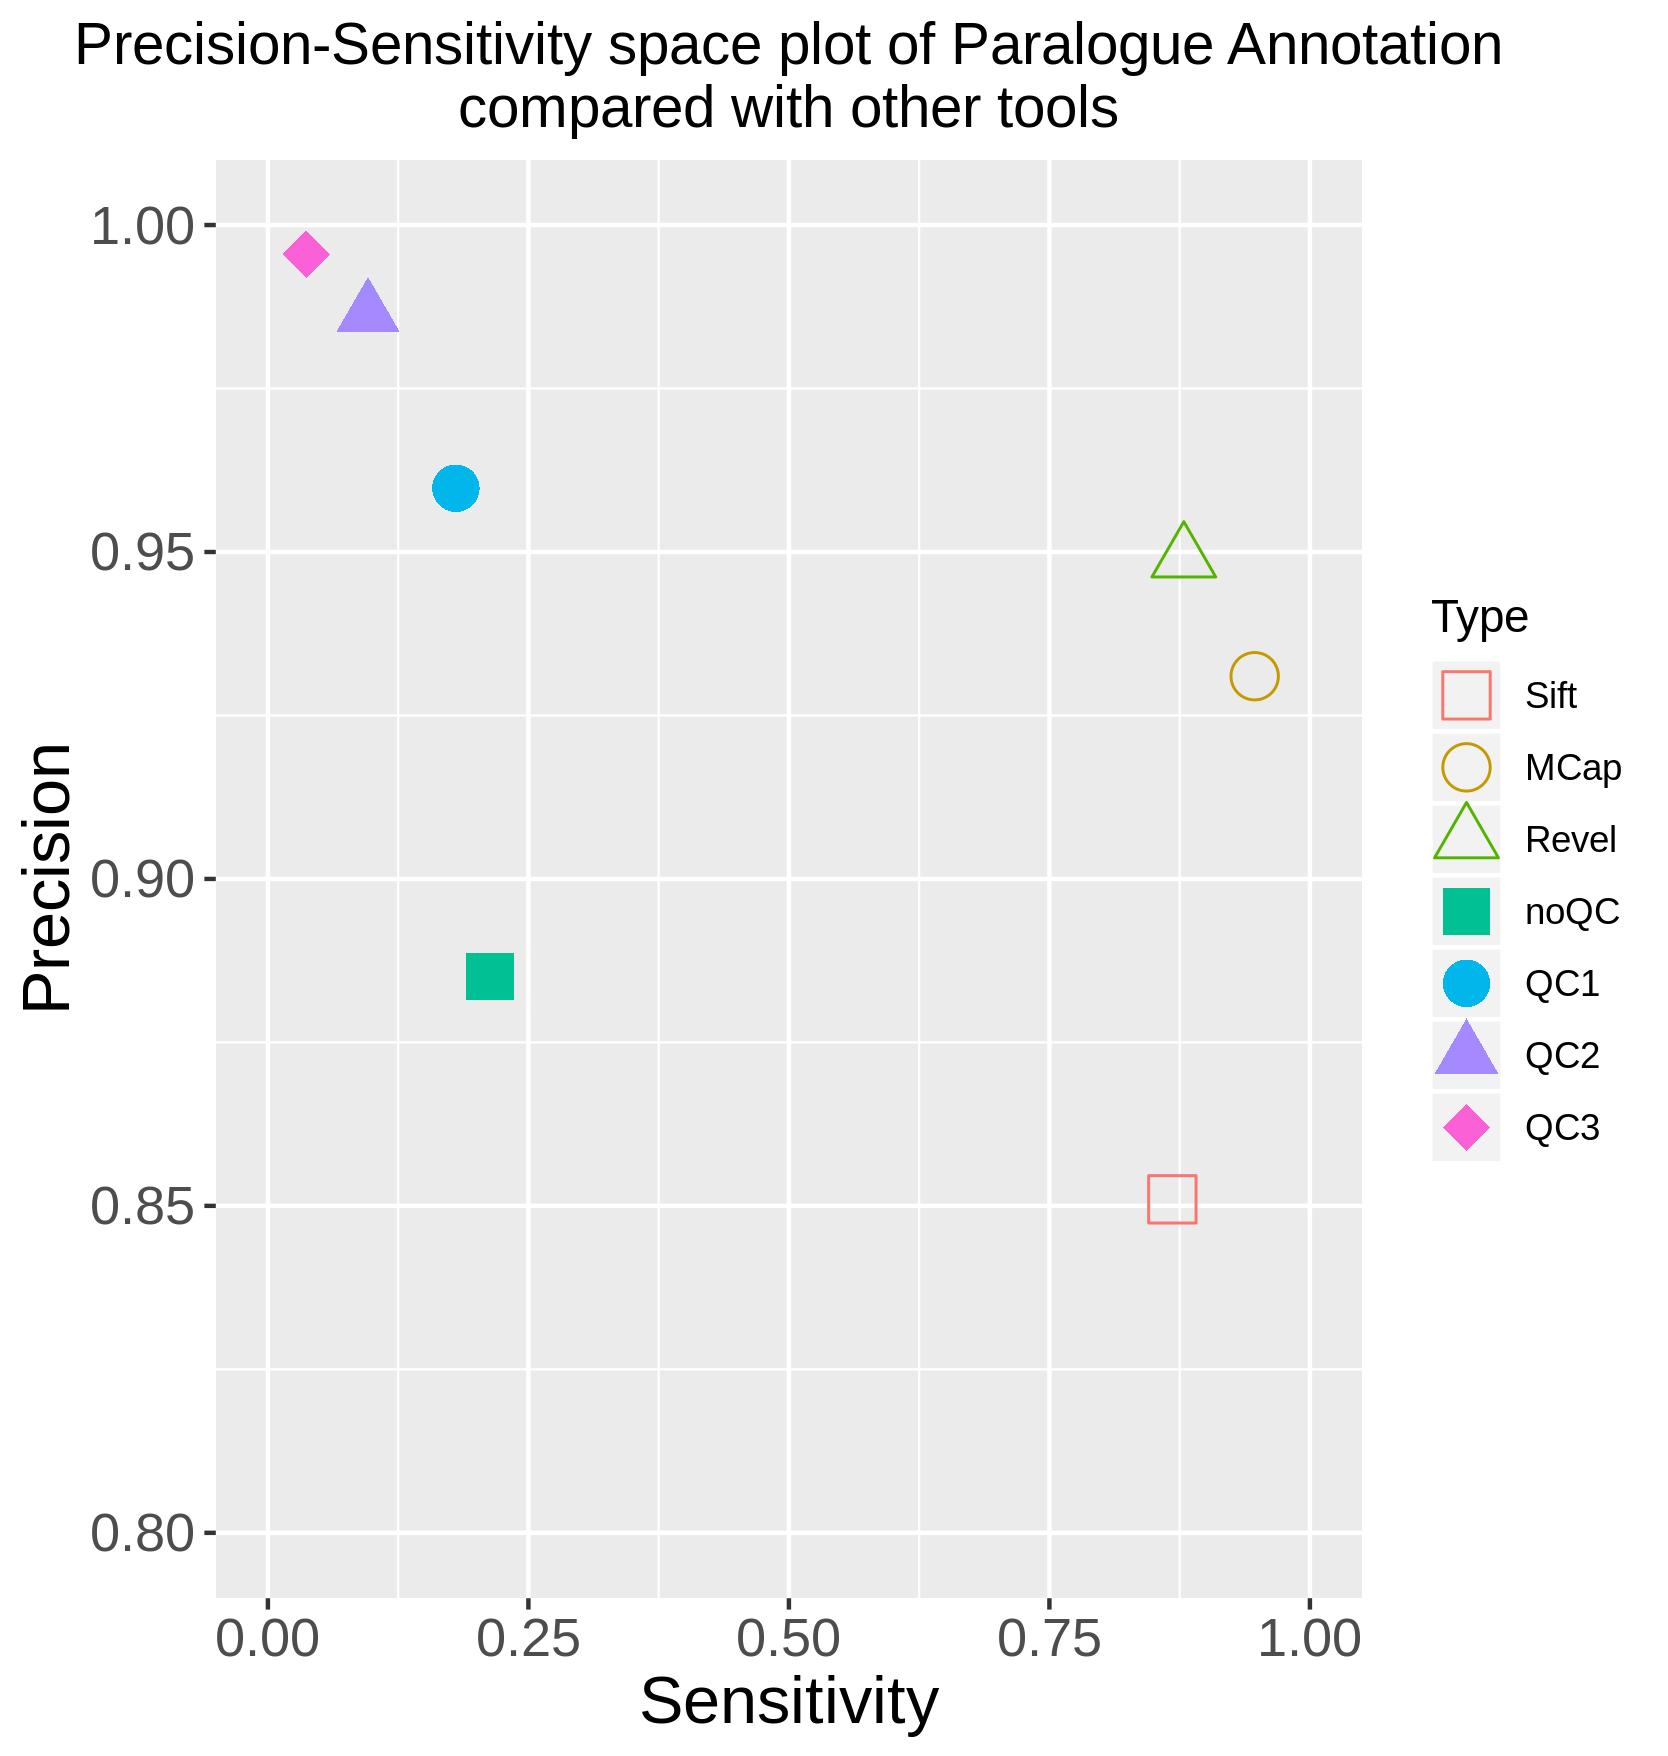 Precision-Sensitivity space plot of Paralogue Annotation
compared with other tools
Precision
1.00
0.95
0.90
0.85
0.80
0.00
0.25
0.50
0.75
1.00
Sensitivity
Type
Sift
MCap
Revel
noQC
QC1
QC2
QC3